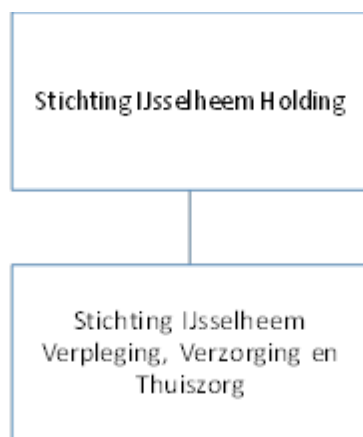 Stichting IJsselheem Holding
Stichting IJsselheem
Verpleging, Verzorging en
Thuiszorg